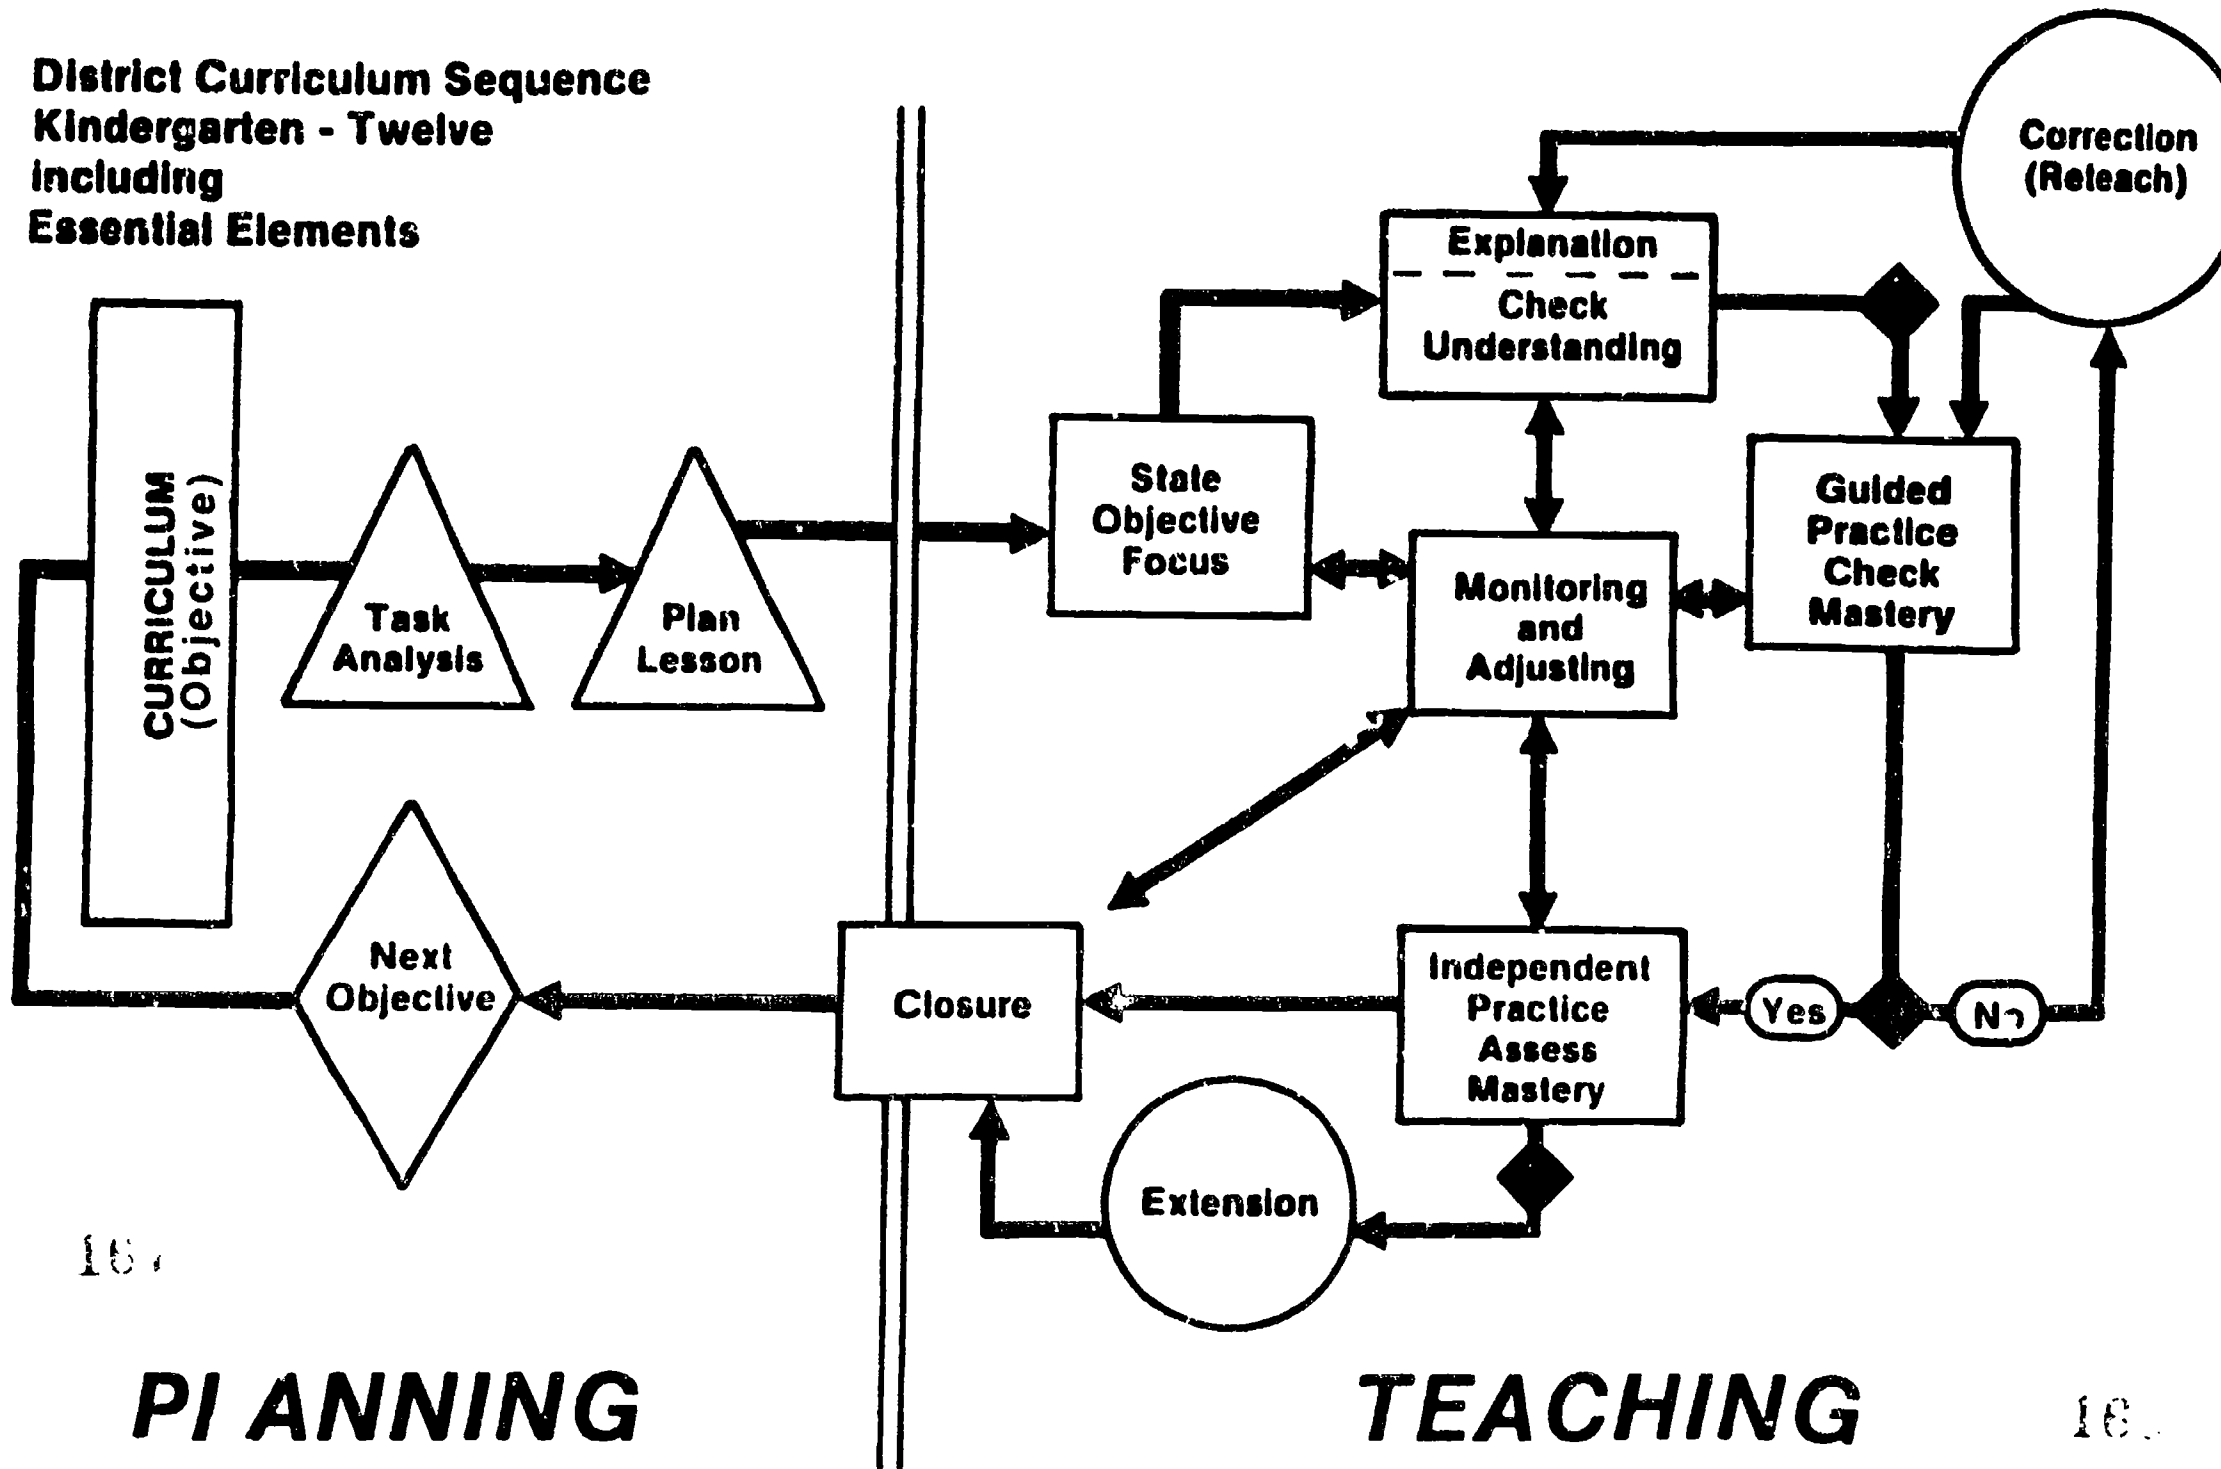 District Curriculum Sequence
Kindergarten - Twelve
including
Essential Elements
CURRICULUM
(Objective)
Task
Analysis
Plan
Lesson
Next
Objective
Closure
State
Objective
Focus
Explanation
Check
Understanding
Correction
(Reteach)
Guided
Practice
Check
Mastery
Monitoring
and
Adjusting
Independent
Practice
Assess
Mastery
Yes
No
Extension
PLANNING
TEACHING